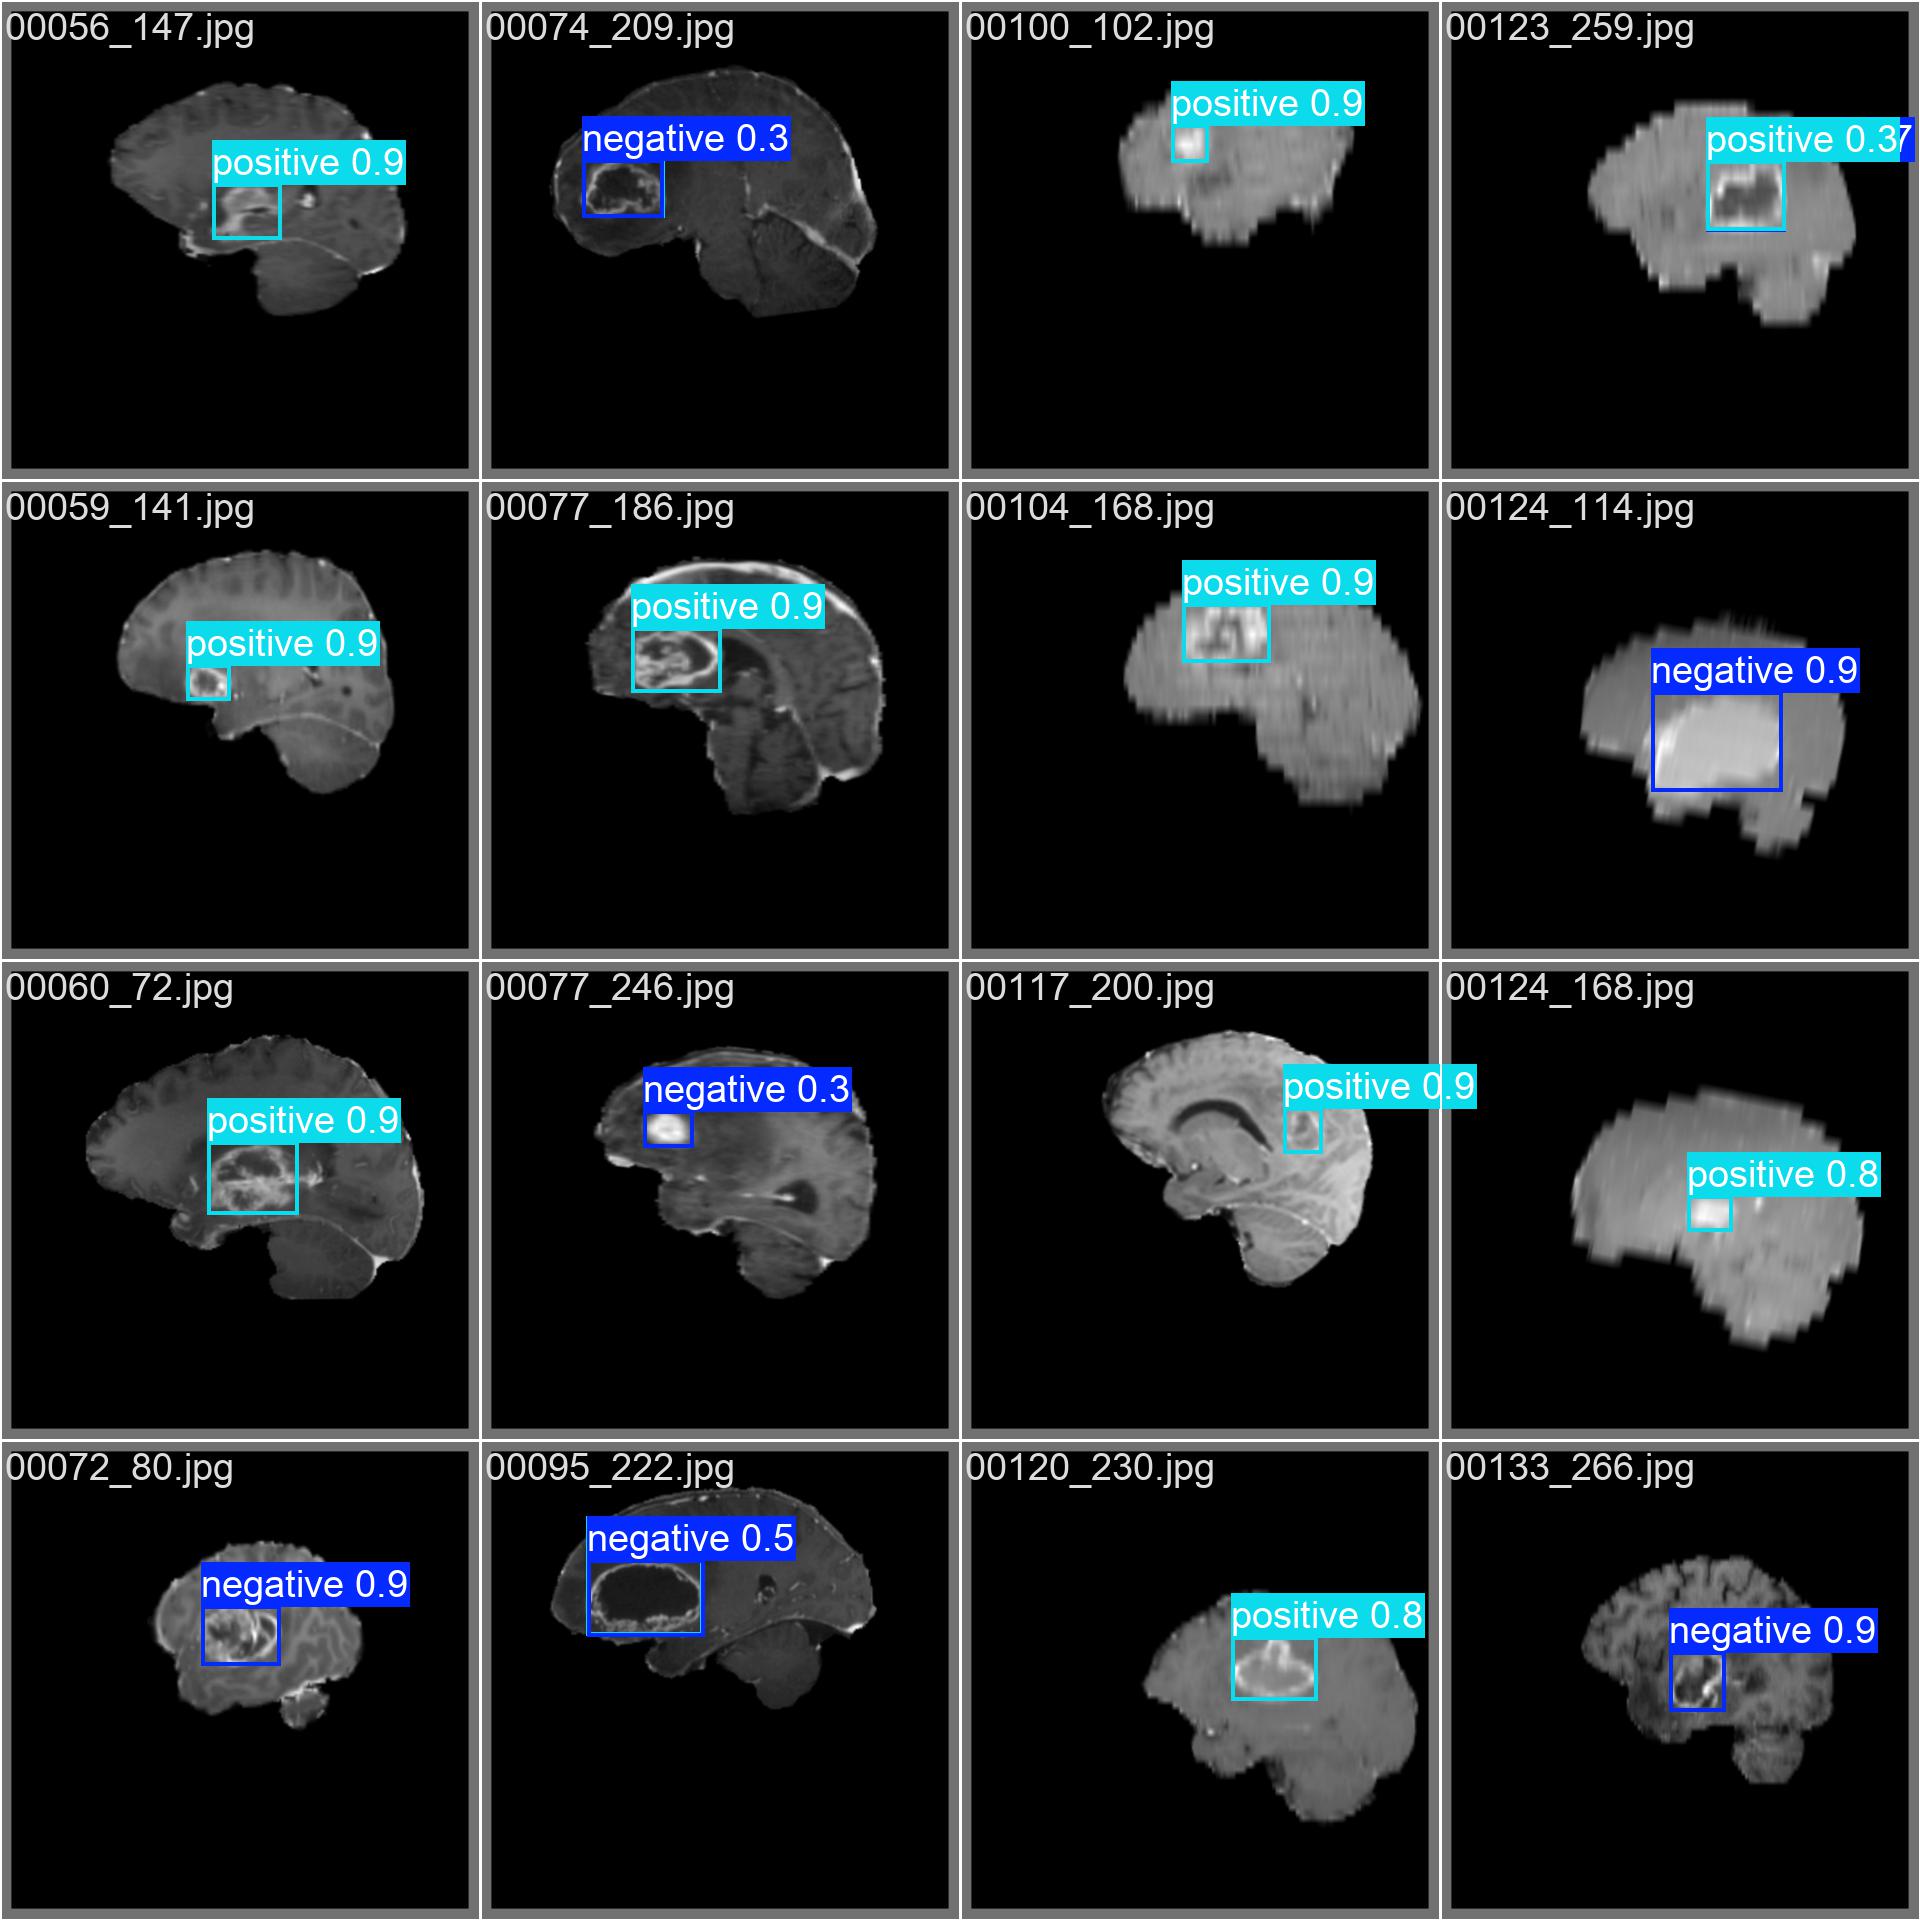 00056_147.jpg
positive 0.9
00074_209.jpg
negative 0.3
00100_102.jpg
positive 0.9
00123_259.jpg
positive 0.37
00059_141.jpg
positive 0.9
00077_186.jpg
positive 0.9
00104_168.jpg
positive 0.9
00124_114.jpg
negative 0.9
00060_72.jpg
positive 0.9
00077_246.jpg
negative 0.3
00117_200.jpg
positive 0.9
00124_168.jpg
positive 0.8
00072_80.jpg
negative 0.9
00095_222.jpg
negative 0.5
00120_230.jpg
positive 0.8
00133_266.jpg
negative 0.9